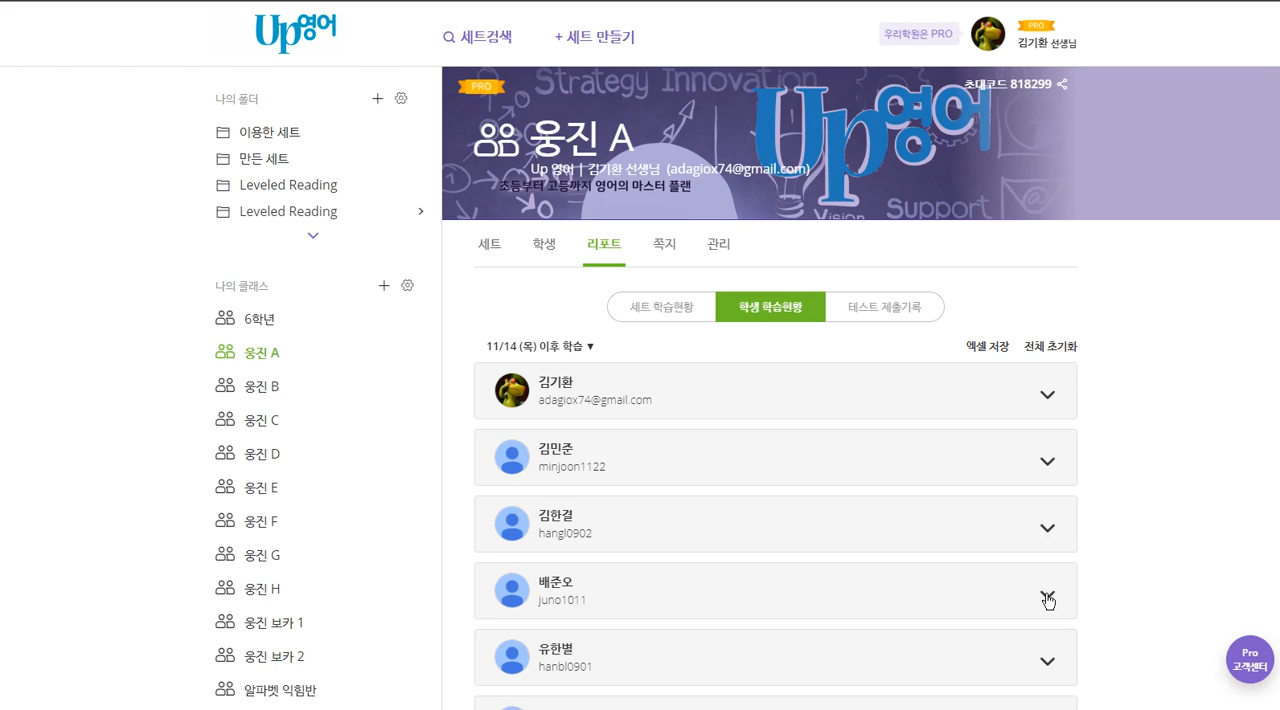 Up영어
세트검색
+ 세트 만들기
우리학원은 PRO
PRO
김기환 선생님
나의 폴더
이용한 세트
만든 세트
Leveled Reading
Leveled Reading
나의 클래스
6학년
웅진 A
웅진 B
웅진 C
웅진 D
웅진 E
웅진 F
웅진 G
웅진 H
웅진 보카 1
웅진 보카 2
알파벳 익힘반
PRO
Strategy Innovation
초대코드 818299
웅진 A
Up영어
Up 영어 | 김기환 선생님 (adagiox74@gmail.com)
초등부터 고등까지 영어의 마스터 플랜
Vision
Support
세트 학생 리포트 쪽지 관리
세트 학습현황 학생 학습현황 테스트 제출기록
11/14 (목) 이후 학습 ▼
엑셀 저장 전체 초기화
김기환
adagiox74@gmail.com
김민준
minjoon1122
김한결
hangl0902
배준오
juno1011
유한별
hanbl0901
Pro
고객센터